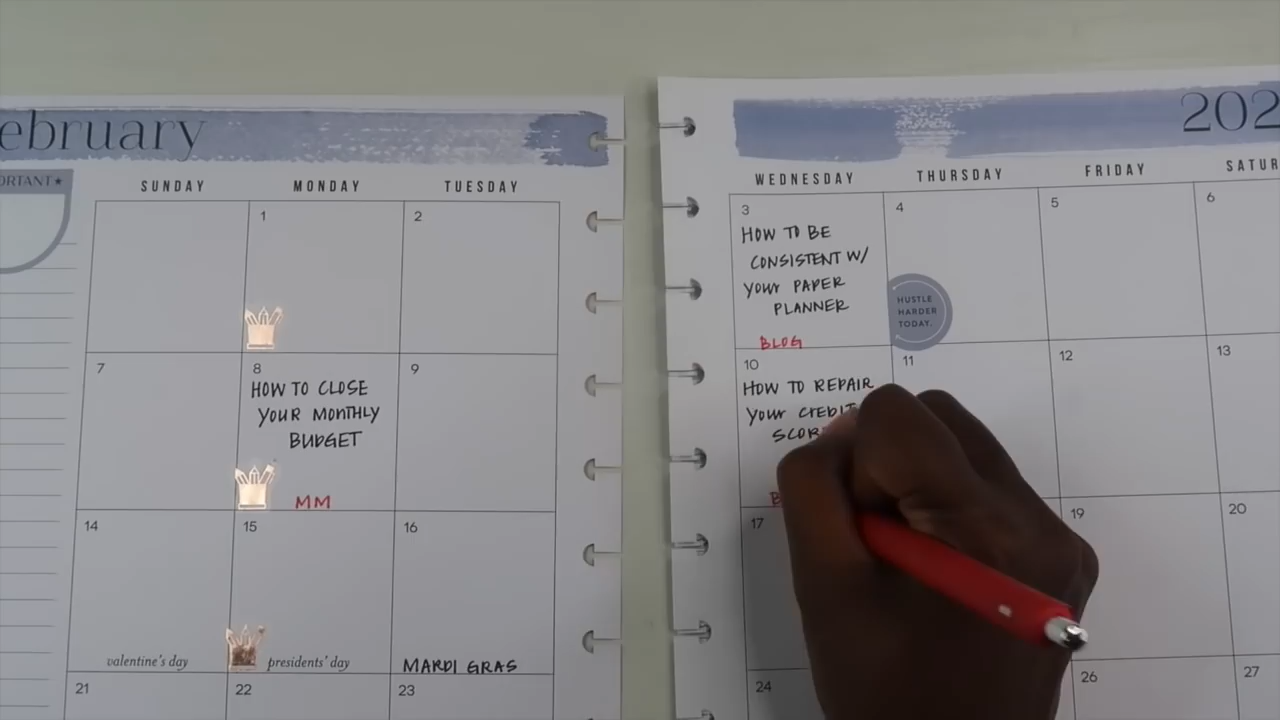 ebruary
202
ORTANT★
SUNDAY MONDAY TUESDAY
WEDNESDAY THURSDAY FRIDAY SATUR
1 2
3 4 5 6
HOW TO BE
CONSISTENT W/
YOUR PAPER
PLANNER
BLOG
HUSTLE
HARDER
TODAY.
7 8 9
HOW TO CLOSE
YOUR MONTHLY
BUDGET
MM
10 11 12 13
HOW TO REPAIR
YOUR CREDIT
SCOR
B
14 15 16
valentine's day presidents' day MARDI GRAS
17 19 20
21 22 23
24 26 27